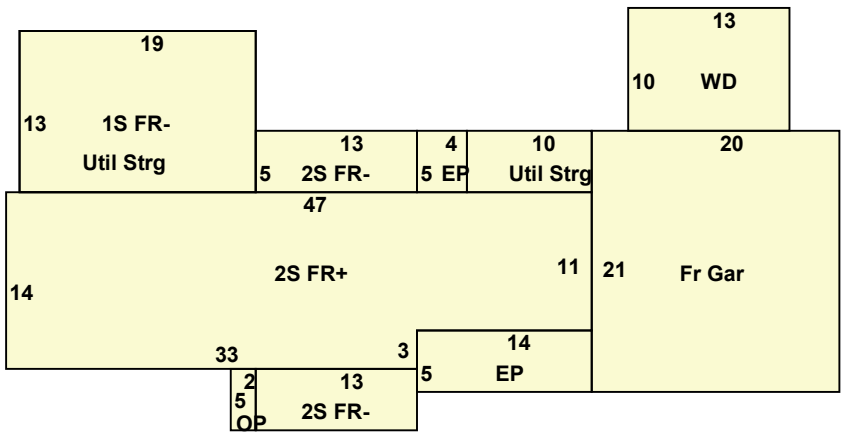 13
10 WD
19
13 1S FR-
Util Strg
13
5 2S FR-
4
5 EP
10
Util Strg
20
21 Fr Gar
47
14 2S FR+ 11
33 3
14
5 EP
2
5
OP
13
2S FR-